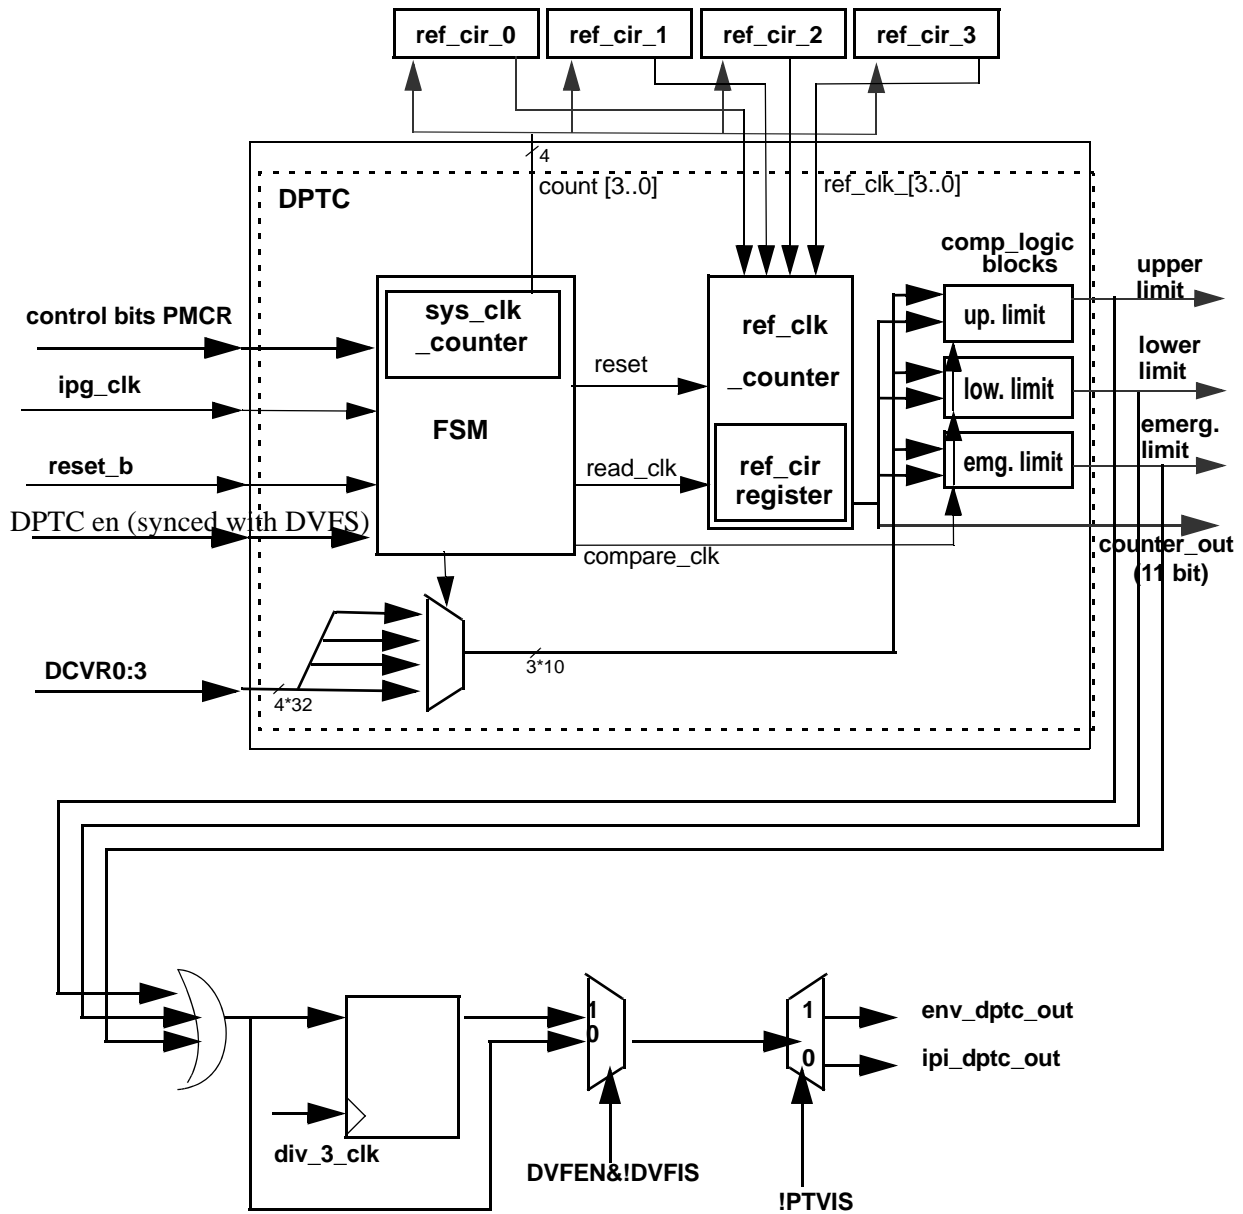 ref_cir_0
ref_cir_1
ref_cir_2
ref_cir_3
4
count [3..0]
ref_clk_[3..0]
DPTC
comp_logic
blocks
upper
limit
control bits PMCR
sys_clk
_counter
ref_clk
_counter
up. limit
lower
limit
ipg_clk
reset
low. limit
FSM
emerg.
limit
reset_b
read_clk
ref_cir
register
emg. limit
DPTC en (synced with DVFS)
compare_clk
counter_out
(11 bit)
DCVR0:3
4*32
3*10
1
0
1
0
env_dptc_out
ipi_dptc_out
div_3_clk
DVFEN&!DVFIS
!PTVIS